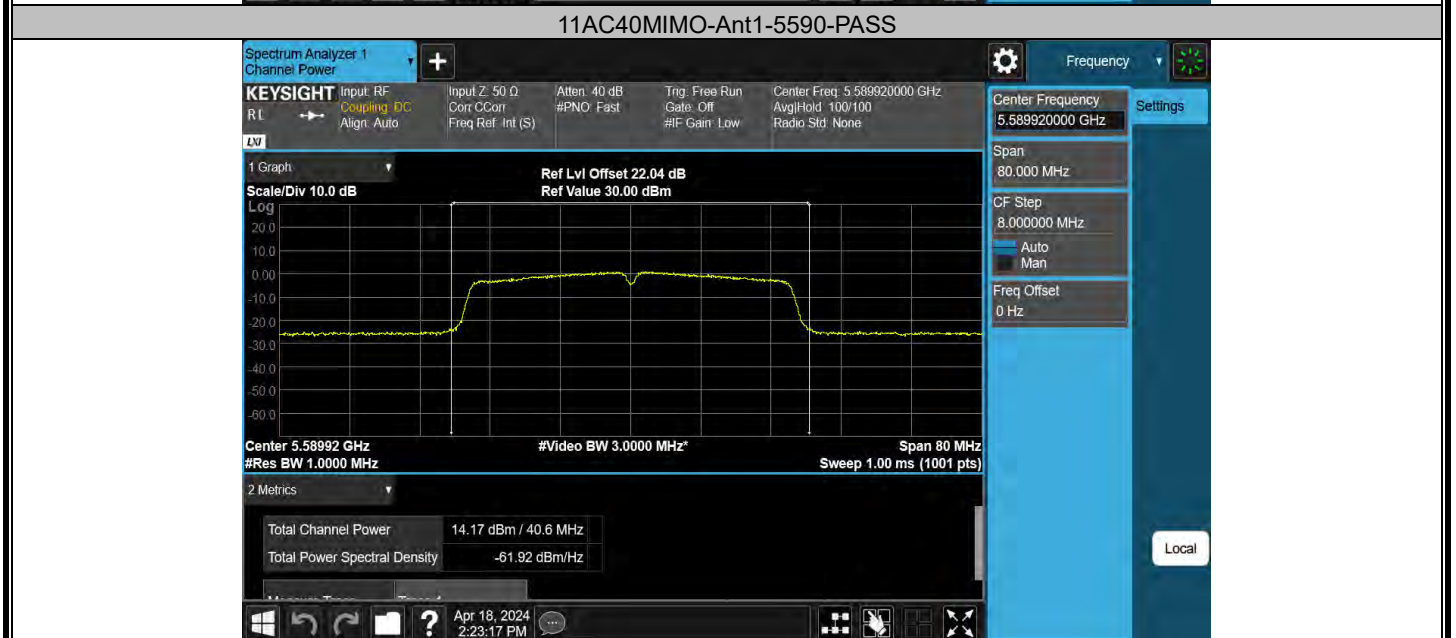 11AC40MIMO-Ant1-5590-PASS
Spectrum Analyzer 1
Channel Power
Frequency
KEYSIGHT
RL
LXI
Input: RF
Coupling: DC
Align: Auto
Input Z: 50 Ω
Corr CCorr
Freq Ref: Int (S)
Atten: 40 dB
#PNO: Fast
Trig: Free Run
Gate: Off
#IF Gain: Low
Center Freq: 5.589920000 GHz
Avg|Hold: 100/100
Radio Std: None
Center Frequency
5.589920000 GHz
Settings
Span
80.000 MHz
CF Step
8.000000 MHz
Auto
Man
Freq Offset
0 Hz
Local
1 Graph
Scale/Div 10.0 dB
Ref Lvl Offset 22.04 dB
Ref Value 30.00 dBm
Log
20.0
10.0
0.00
-10.0
-20.0
-30.0
-40.0
-50.0
-60.0
Center 5.58992 GHz
#Video BW 3.0000 MHz*
Span 80 MHz
#Res BW 1.0000 MHz
Sweep 1.00 ms (1001 pts)
2 Metrics
Total Channel Power 14.17 dBm / 40.6 MHz
Total Power Spectral Density -61.92 dBm/Hz
Apr 18, 2024
2:23:17 PM